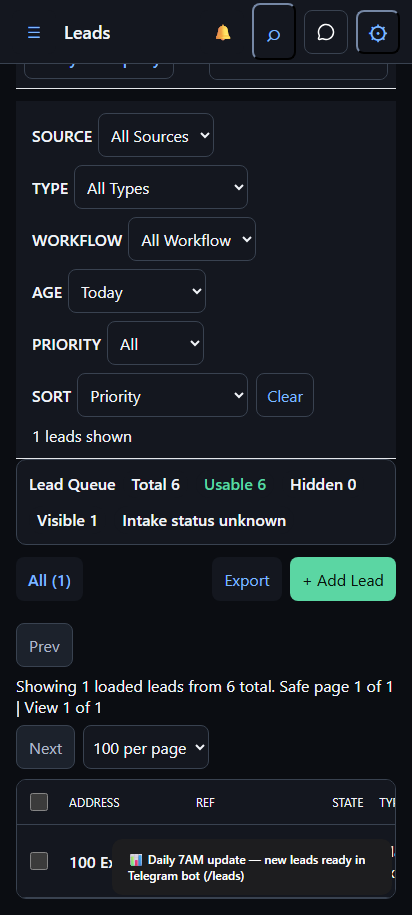 Leads
SOURCE All Sources
TYPE All Types
WORKFLOW All Workflow
AGE Today
PRIORITY All
SORT Priority Clear
1 leads shown
Lead Queue Total 6 Usable 6 Hidden 0
Visible 1 Intake status unknown
All (1) Export + Add Lead
Prev
Showing 1 loaded leads from 6 total. Safe page 1 of 1
| View 1 of 1
Next 100 per page
ADDRESS REF STATE
100
Daily 7AM update — new leads ready in
Telegram bot (/leads)